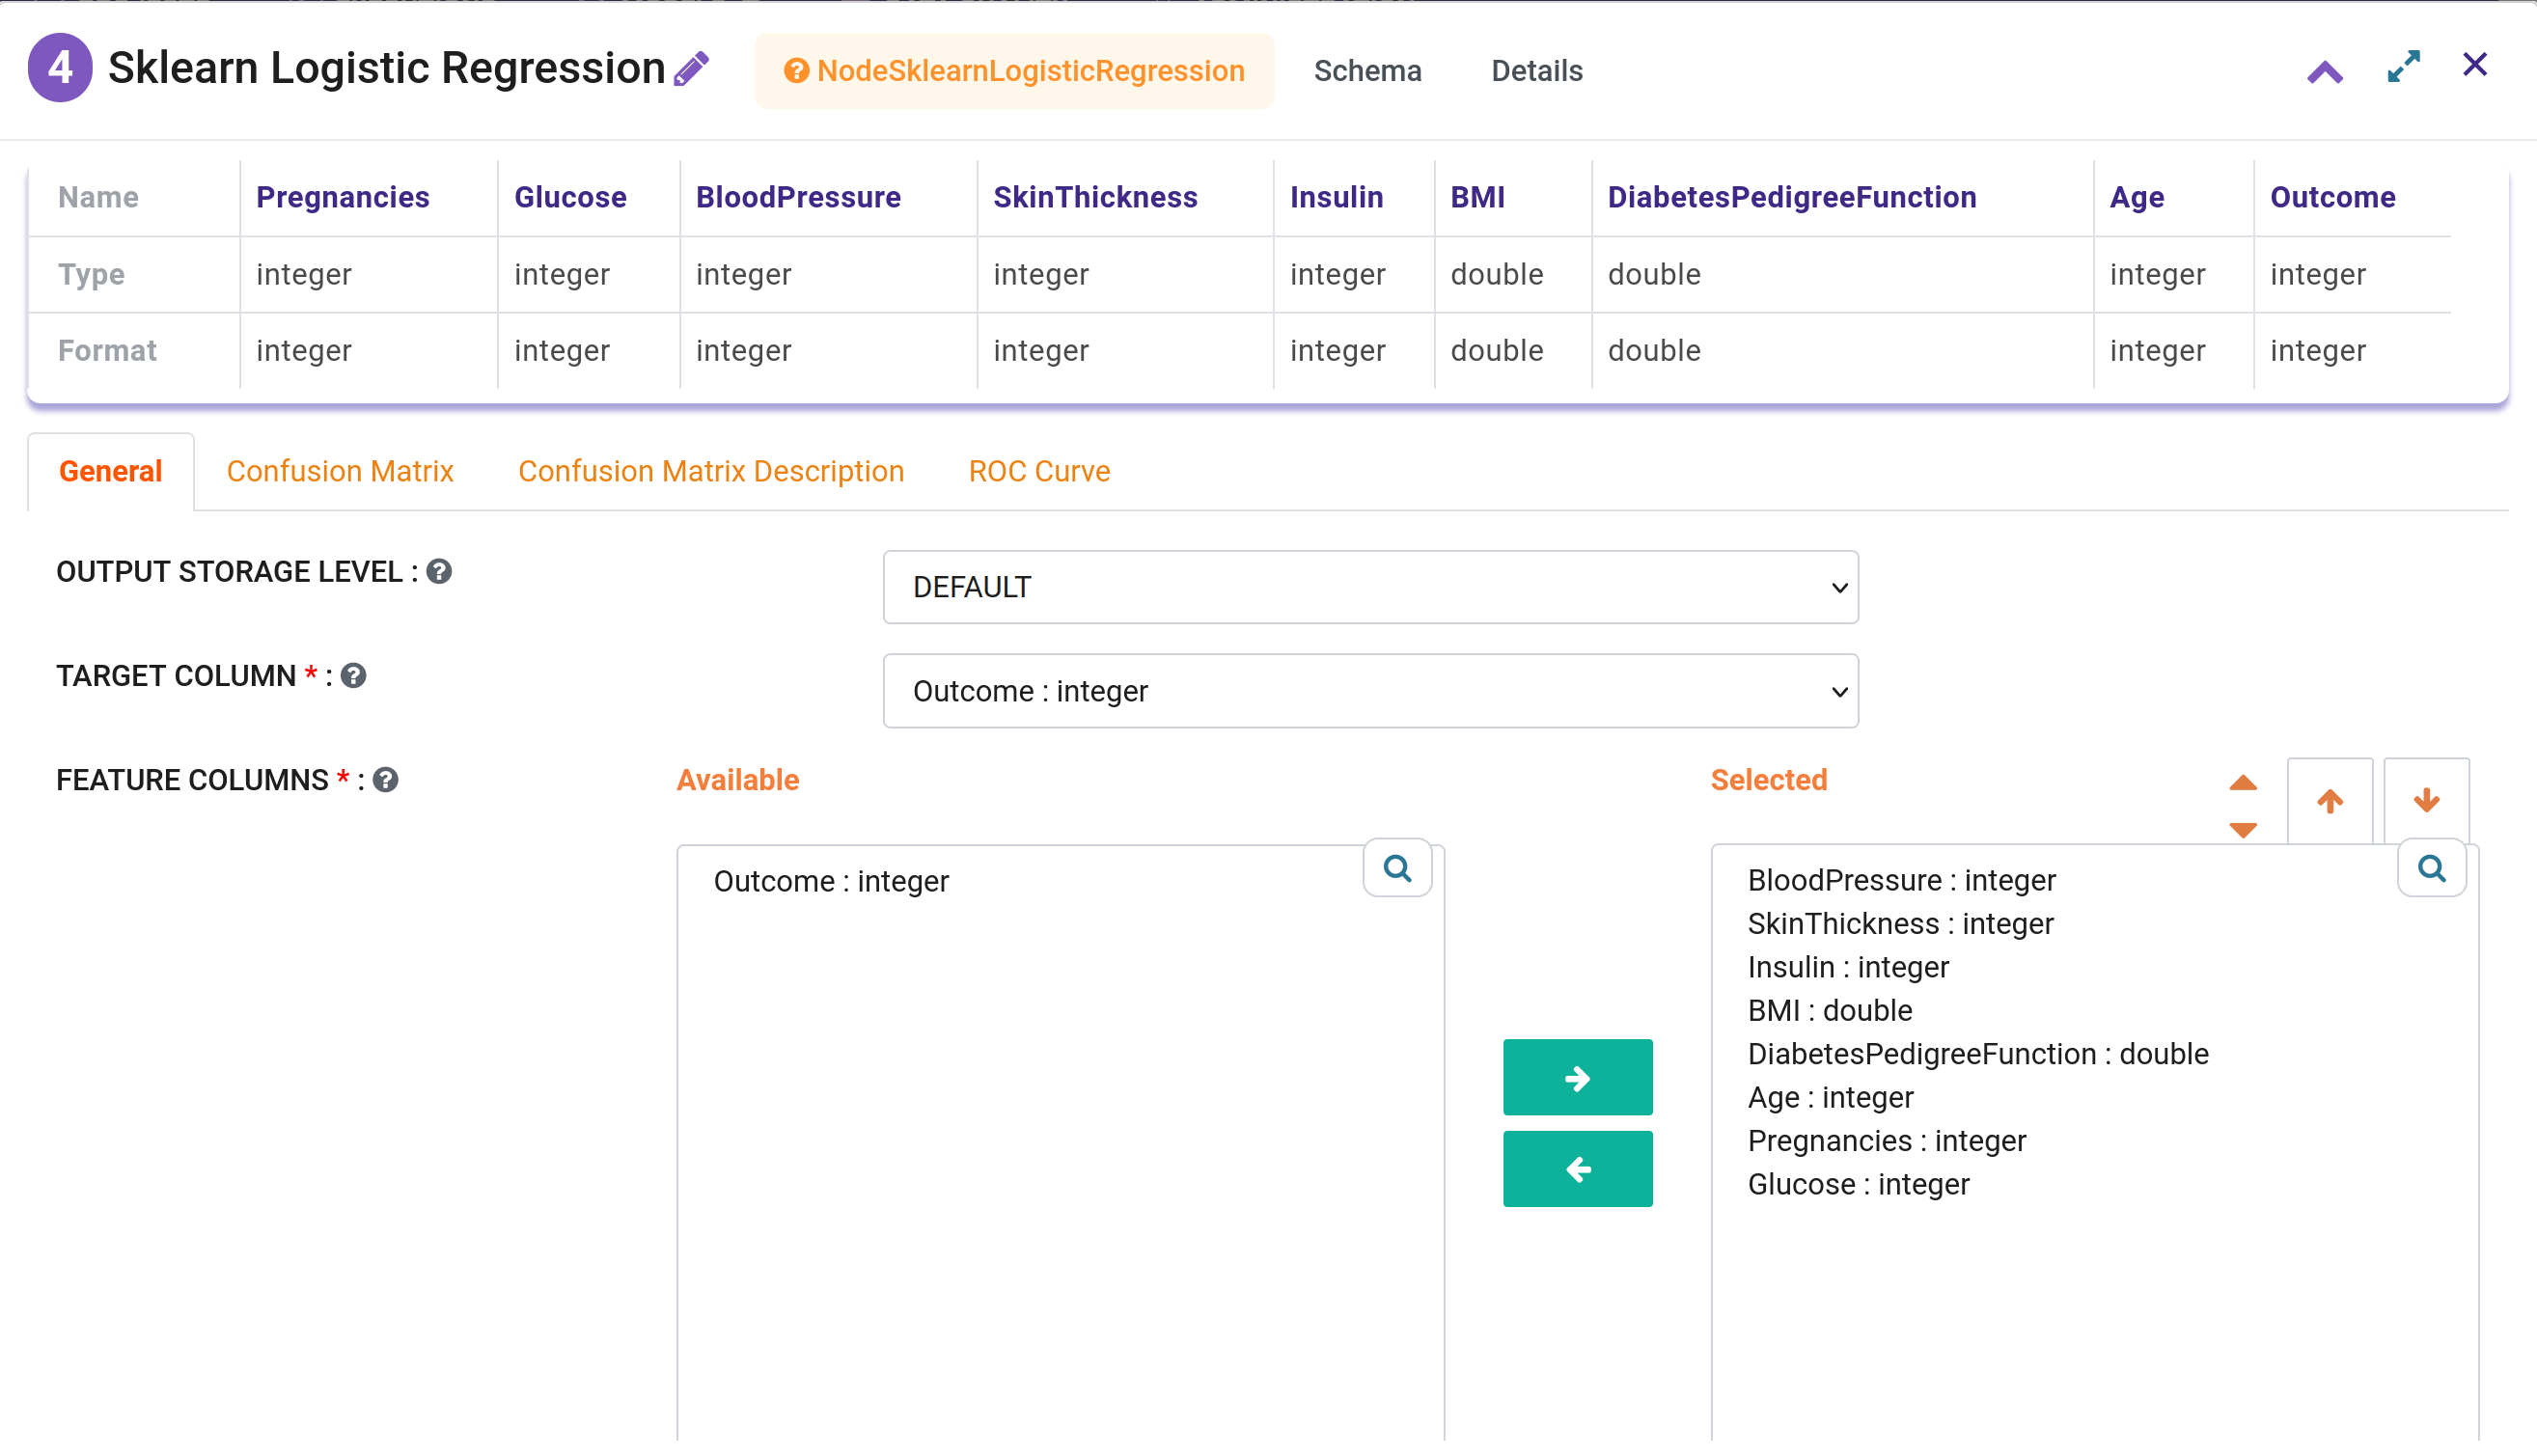 4 Sklearn Logistic Regression NodeSklearnLogisticRegression Schema Details
Name Pregnancies Glucose BloodPressure SkinThickness Insulin BMI DiabetesPedigreeFunction Age Outcome
Type integer integer integer integer integer double double integer integer
Format integer integer integer integer integer double double integer integer
General Confusion Matrix Confusion Matrix Description ROC Curve
OUTPUT STORAGE LEVEL : DEFAULT
TARGET COLUMN * : Outcome : integer
FEATURE COLUMNS * : Available Selected
Outcome : integer
BloodPressure : integer
SkinThickness : integer
Insulin : integer
BMI : double
DiabetesPedigreeFunction : double
Age : integer
Pregnancies : integer
Glucose : integer